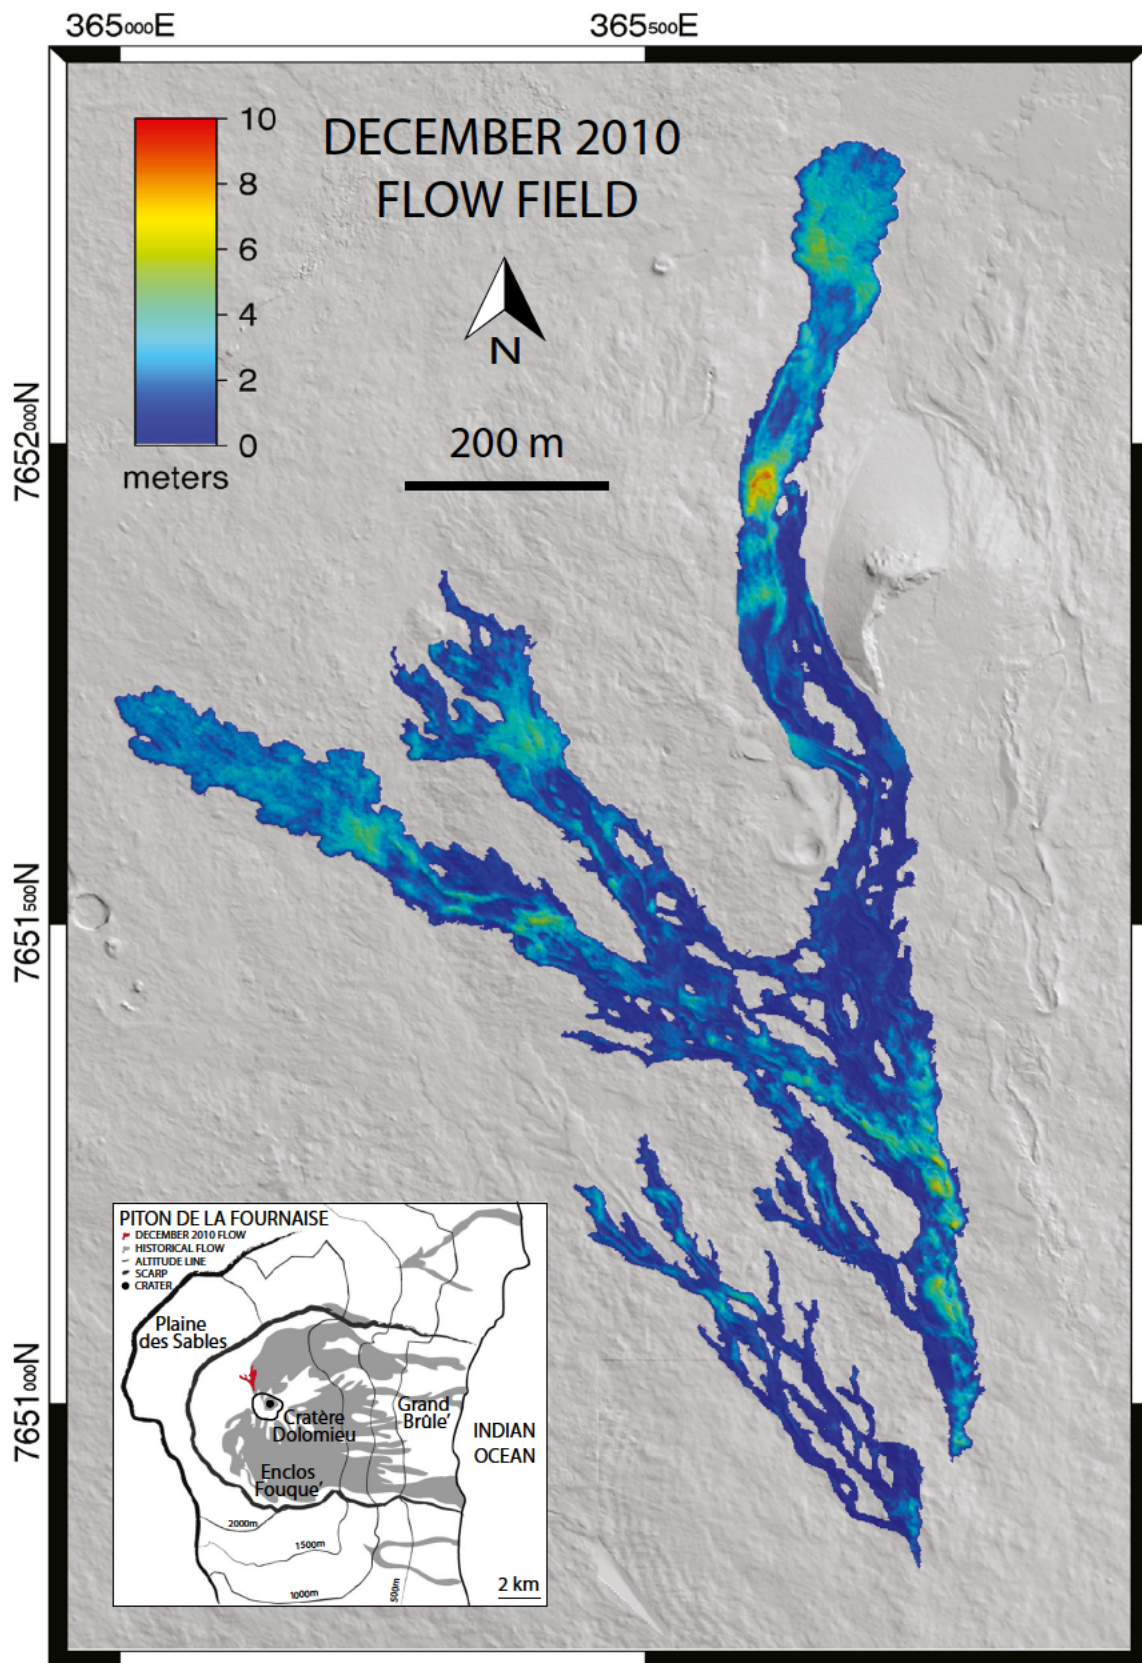 365000E
365500E
DECEMBER 2010
FLOW FIELD
10
8
6
4
2
0
meters
N
200 m
7652000N
7651500N
7651000N
PITON DE LA FOURNAISE
DECEMBER 2010 FLOW
HISTORICAL FLOW
ALTITUDE LINE
SCARP
CRATER
Plaine
des Sables
Cratère
Dolomieu
Grand
Brûle'
INDIAN
OCEAN
Enclos
Fouque'
2000m
1500m
1000m
500m
2 km